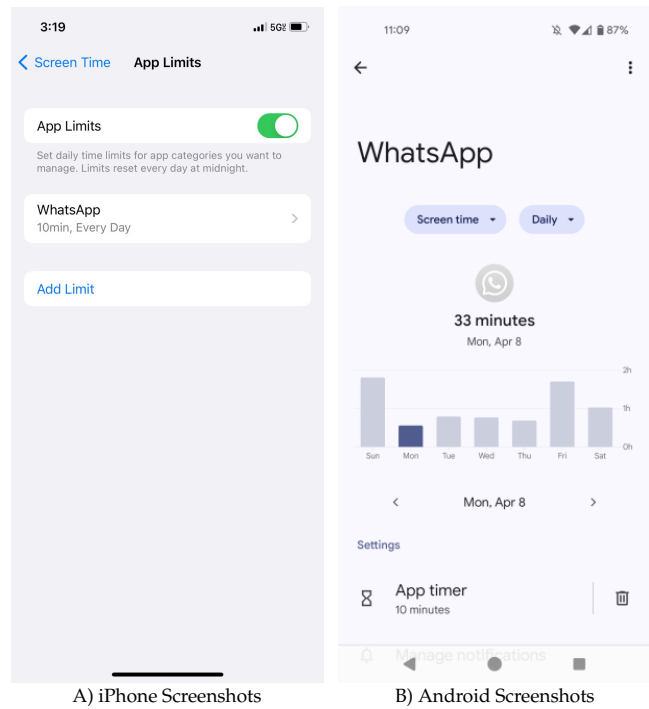 3:19
5G
Screen Time App Limits
App Limits
Set daily time limits for app categories you want to
manage. Limits reset every day at midnight.
WhatsApp
10min, Every Day
Add Limit
A) iPhone Screenshots
11:09 87%
WhatsApp
Screen time Daily
33 minutes
Mon, Apr 8
2h
1h
0h
Sun Mon Tue Wed Thu Fri Sat
Mon, Apr 8
Settings
App timer
10 minutes
Manage notifications
B) Android Screenshots